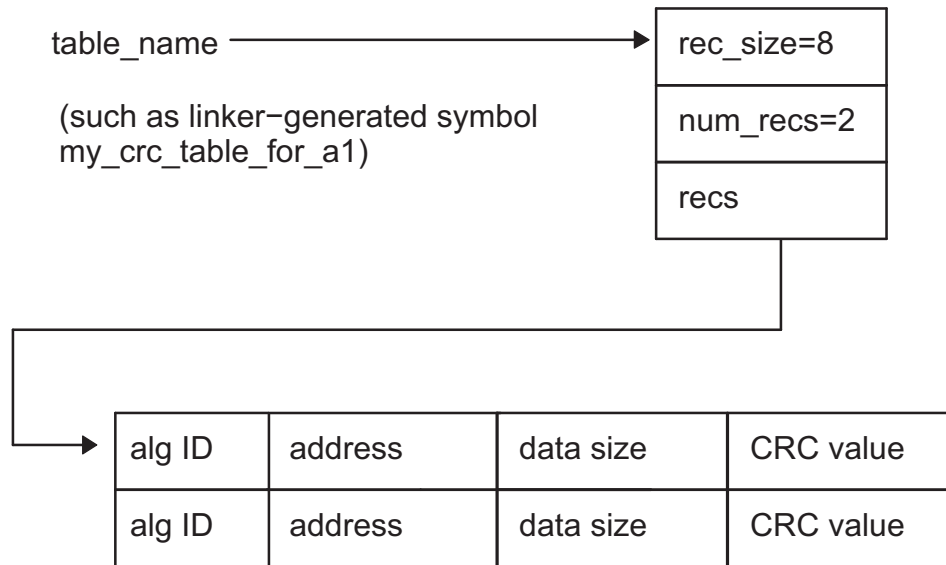 table_name
rec_size=8
(such as linker−generated symbol
my_crc_table_for_a1)
num_recs=2
recs
alg ID address data size CRC value
alg ID address data size CRC value